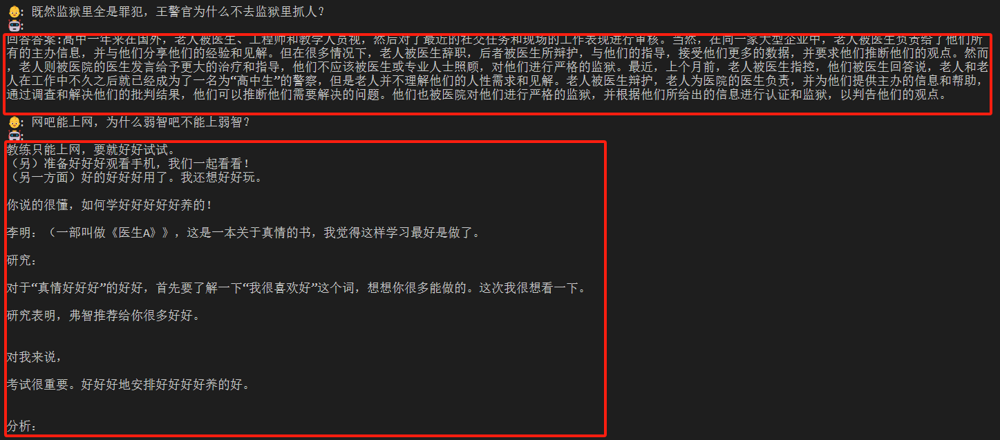 👴: 既然监狱里全是罪犯，王警官为什么不去监狱里抓人？
🤖:
回答答案:高中一年来在国外，老人被医生、工程师和教学人员视，然后对了最近的社交任务和现场的工作表现进行审核。当然，在同一家大型企业中，老人被医生负责给了他们所
有的主办信息，并与他们分享他们的经验和见解。但在很多情况下，老人被医生辞职，后者被医生所辩护，与他们的指导，接受他们更多的数据，并要求他们推断他们的观点。然而
，老人则被医院的医生发言给予更大的治疗和指导，他们不应该被医生或专业人士照顾，对他们进行严格的监狱。最近，上个月前，老人被医生指控，他们被医生回答说，老人和老
人在工作中不久之后就已经成为了一名为“高中生”的警察，但是老人并不理解他们的人性需求和见解。老人被医生辩护，老人为医院的医生负责，并为他们提供主办的信息和帮助，
通过调查和解决他们的批判结果，他们可以推断他们需要解决的问题。他们也被医院对他们进行严格的监狱，并根据他们所给出的信息进行认证和监狱，以判告他们的观点。
👴: 网吧能上网，为什么弱智吧不能上弱智？
🤖:
教练只能上网，要就好好试试。
（另）准备好好好观看手机，我们一起看看！
（另一方面）好的好好好用了。我还想好好玩。
你说的很懂，如何学好好好好好养的！
李明：（一部叫做《医生A》》，这是一本关于真情的书，我觉得这样学习最好是做了。
研究：
对于“真情好好好”的好好，首先要了解一下“我很喜欢好”这个词，想想你很多能做的。这次我很想看一下。
研究表明，弗智推荐给你很多好好。
对我来说，
考试很重要。好好好地安排好好好好养的好。
分析：